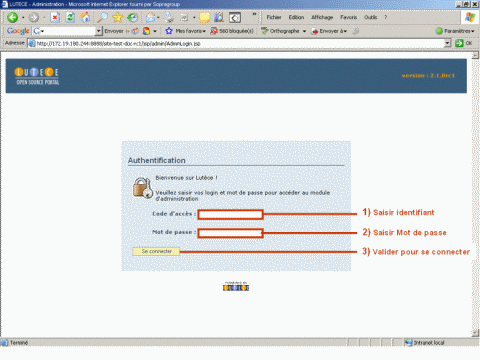 LUTECE - Administration - Microsoft Internet Explorer fourni par Sopragroup
Fichier Edition Affichage Favoris Outils ?
Adresse http://172.19.180.244:8080/site-test-doc-rc1/jsp/admin/AdminLogin.jsp OK
Google G Envoyer Mes favoris 560 bloquée(s) Orthographe Envoyer à Paramètres
LUTECE
OPEN SOURCE PORTAL
version : 2.1.0rc1
Authentification
Bienvenue sur Lutèce !
Veuillez saisir vos login et mot de passe pour accéder au module
d'administration
Code d'accès : 1) Saisir identifiant
Mot de passe : 2) Saisir Mot de passe
Se connecter 3) Valider pour se connecter
POWERED BY
LUTECE
Terminé Intranet local